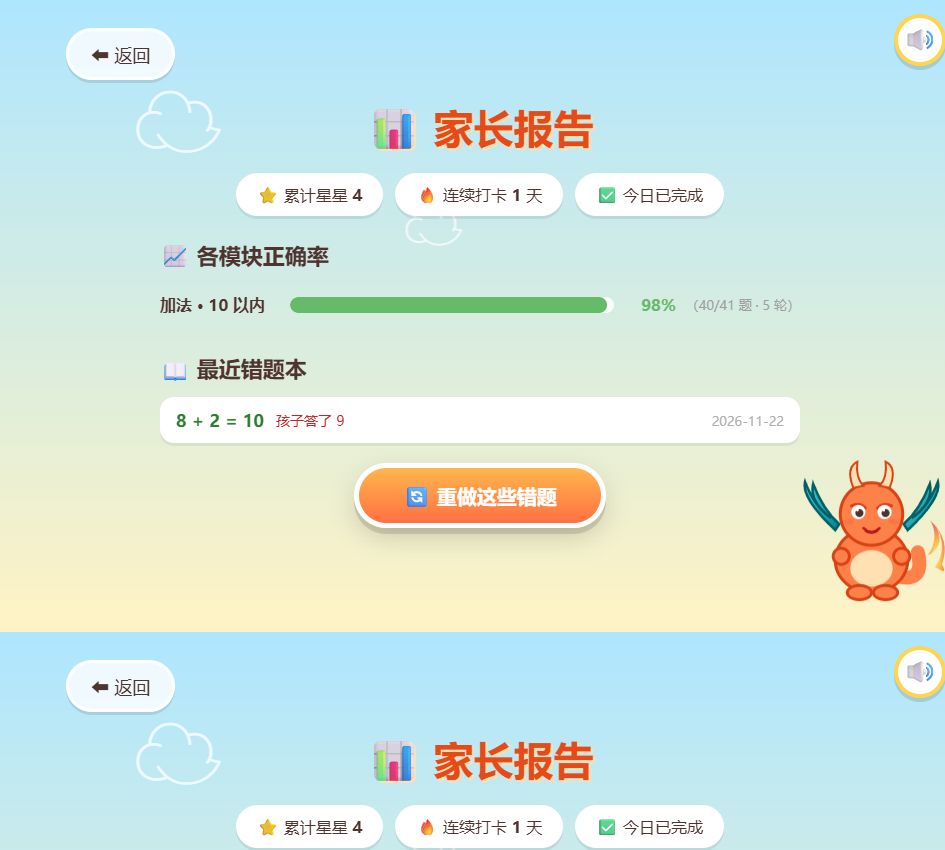 ⬅ 返回
家长报告
累计星星 4 连续打卡 1 天 今日已完成
各模块正确率
加法 • 10 以内 98% (40/41 题 · 5 轮)
最近错题本
8 + 2 = 10 孩子答了 9 2026-11-22
重做这些错题
⬅ 返回
家长报告
累计星星 4 连续打卡 1 天 今日已完成